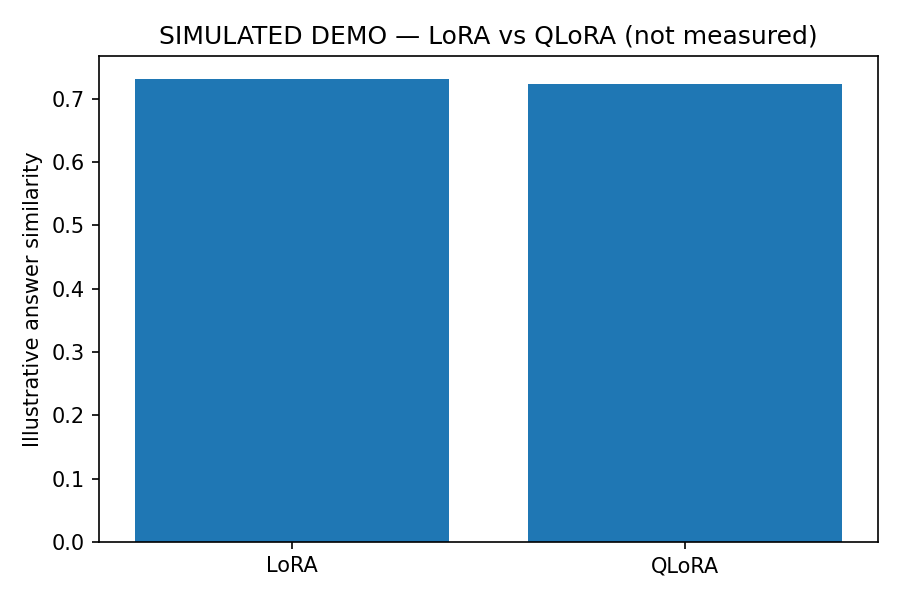 SIMULATED DEMO — LoRA vs QLoRA (not measured)
Illustrative answer similarity
0.7
0.6
0.5
0.4
0.3
0.2
0.1
0.0
LoRA
QLoRA